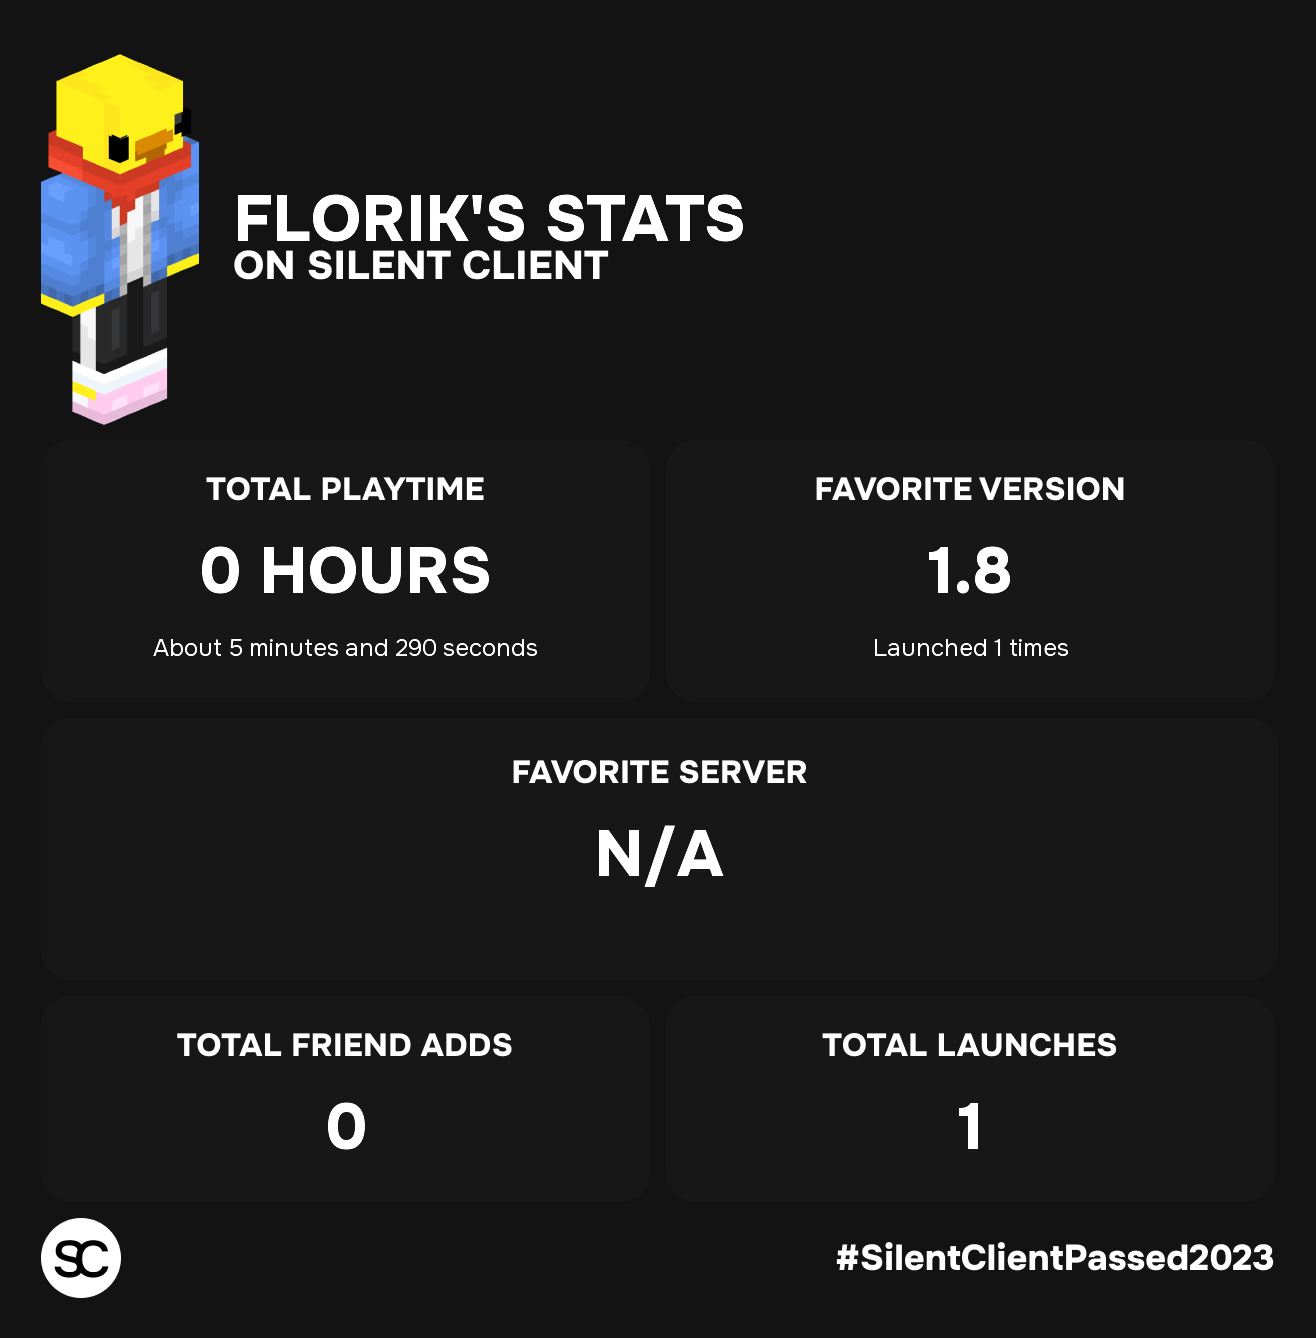 FLORIK'S STATS
ON SILENT CLIENT
TOTAL PLAYTIME
0 HOURS
About 5 minutes and 290 seconds
FAVORITE VERSION
1.8
Launched 1 times
FAVORITE SERVER
N/A
TOTAL FRIEND ADDS
0
TOTAL LAUNCHES
1
SC
#SilentClientPassed2023